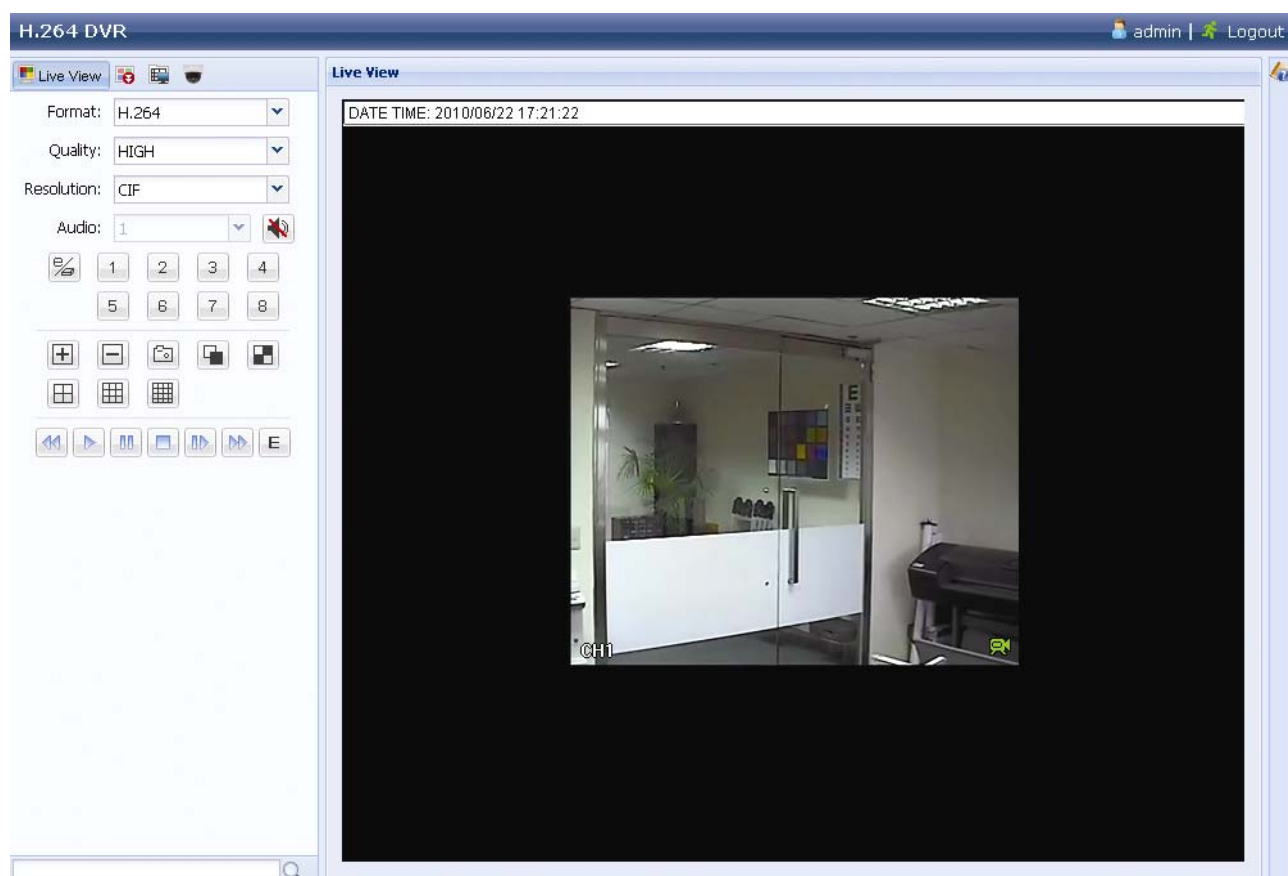 H.264 DVR
admin | Logout
Live View
Live View
Format: H.264
DATE TIME: 2010/06/22 17:21:22
Quality: HIGH
Resolution: CIF
Audio: 1
1 2 3 4
5 6 7 8
E
E
CH1